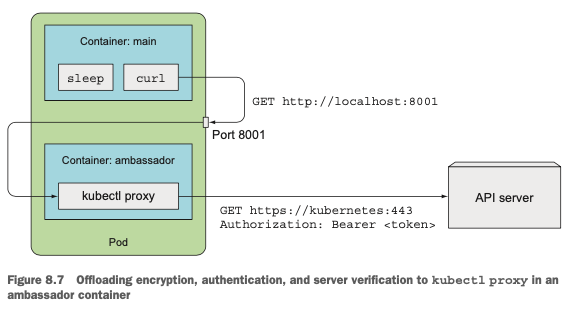 Container: main
sleep
curl
GET http://localhost:8001
Port 8001
Container: ambassador
kubectl proxy
API server
GET https://kubernetes:443
Authorization: Bearer <token>
Pod
Figure 8.7 Offloading encryption, authentication, and server verification to kubectl proxy in an
ambassador container